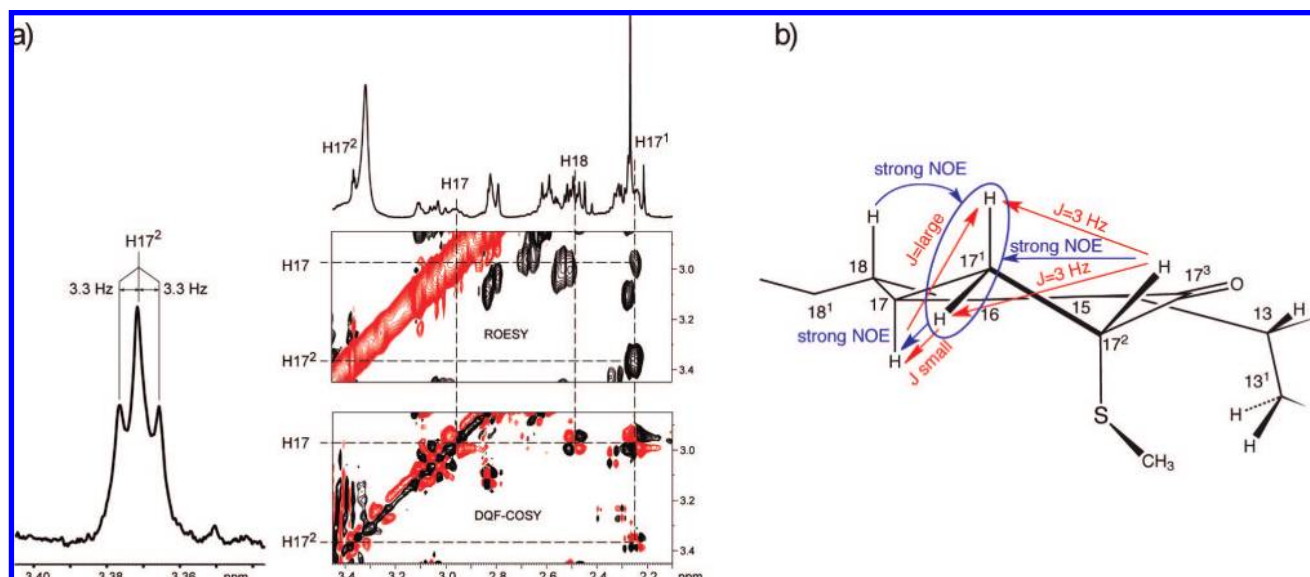 a)
H17²
3.3 Hz 3.3 Hz
3.40 3.38 3.36 ppm
H17² H17 H18 H17¹
H17
H17²
ROESY
3.0
3.2
3.4
H17
H17²
DQF-COSY
3.0
3.2
3.4
3.4 3.2 3.0 2.8 2.6 2.4 2.2 ppm
b)
strong NOE
H
H
J=3 Hz
J=large
strong NOE
H
18
17¹
J=3 Hz
17³
O
17
15
H
18¹
H
16
13
H
strong NOE
17²
H
J small
13¹
S
H
H
CH₃